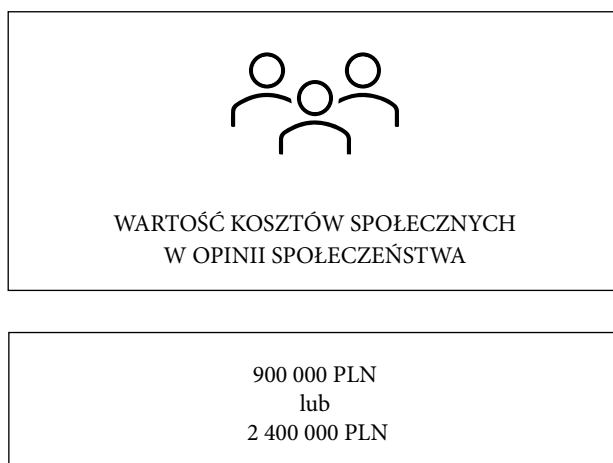 WARTOŚĆ KOSZTÓW SPOŁECZNYCH
W OPINII SPOŁECZEŃSTWA
900 000 PLN
lub
2 400 000 PLN